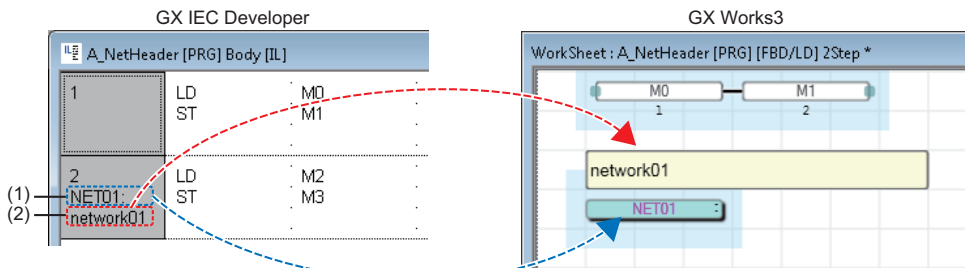 GX IEC Developer
GX Works3
A_NetHeader [PRG] Body [IL]
1
LD M0
ST M1
2
LD M2
NET01:
ST M3
network01
(1)
(2)
WorkSheet : A_NetHeader [PRG] [FBD/LD] 2Step *
M0 M1
1 2
network01
NET01 :